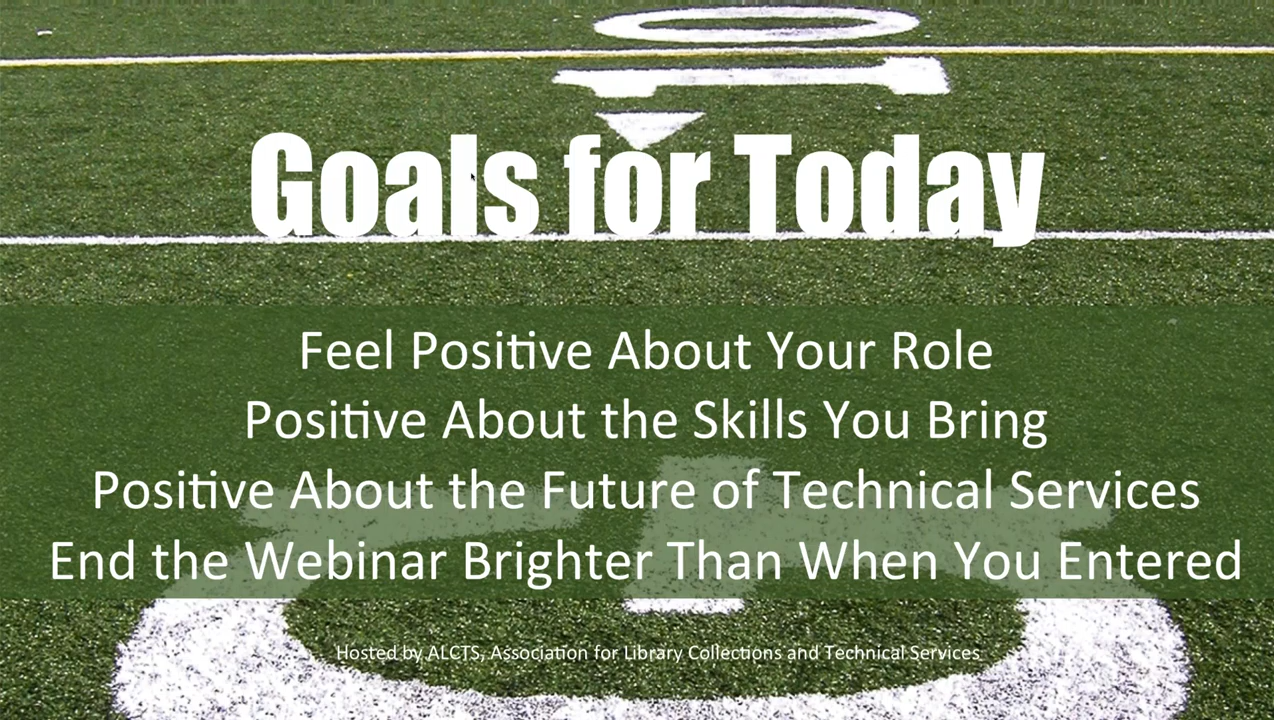 Goals for Today
Feel Positive About Your Role
Positive About the Skills You Bring
Positive About the Future of Technical Services
End the Webinar Brighter Than When You Entered
Hosted by ALCTS, Association for Library Collections and Technical Services